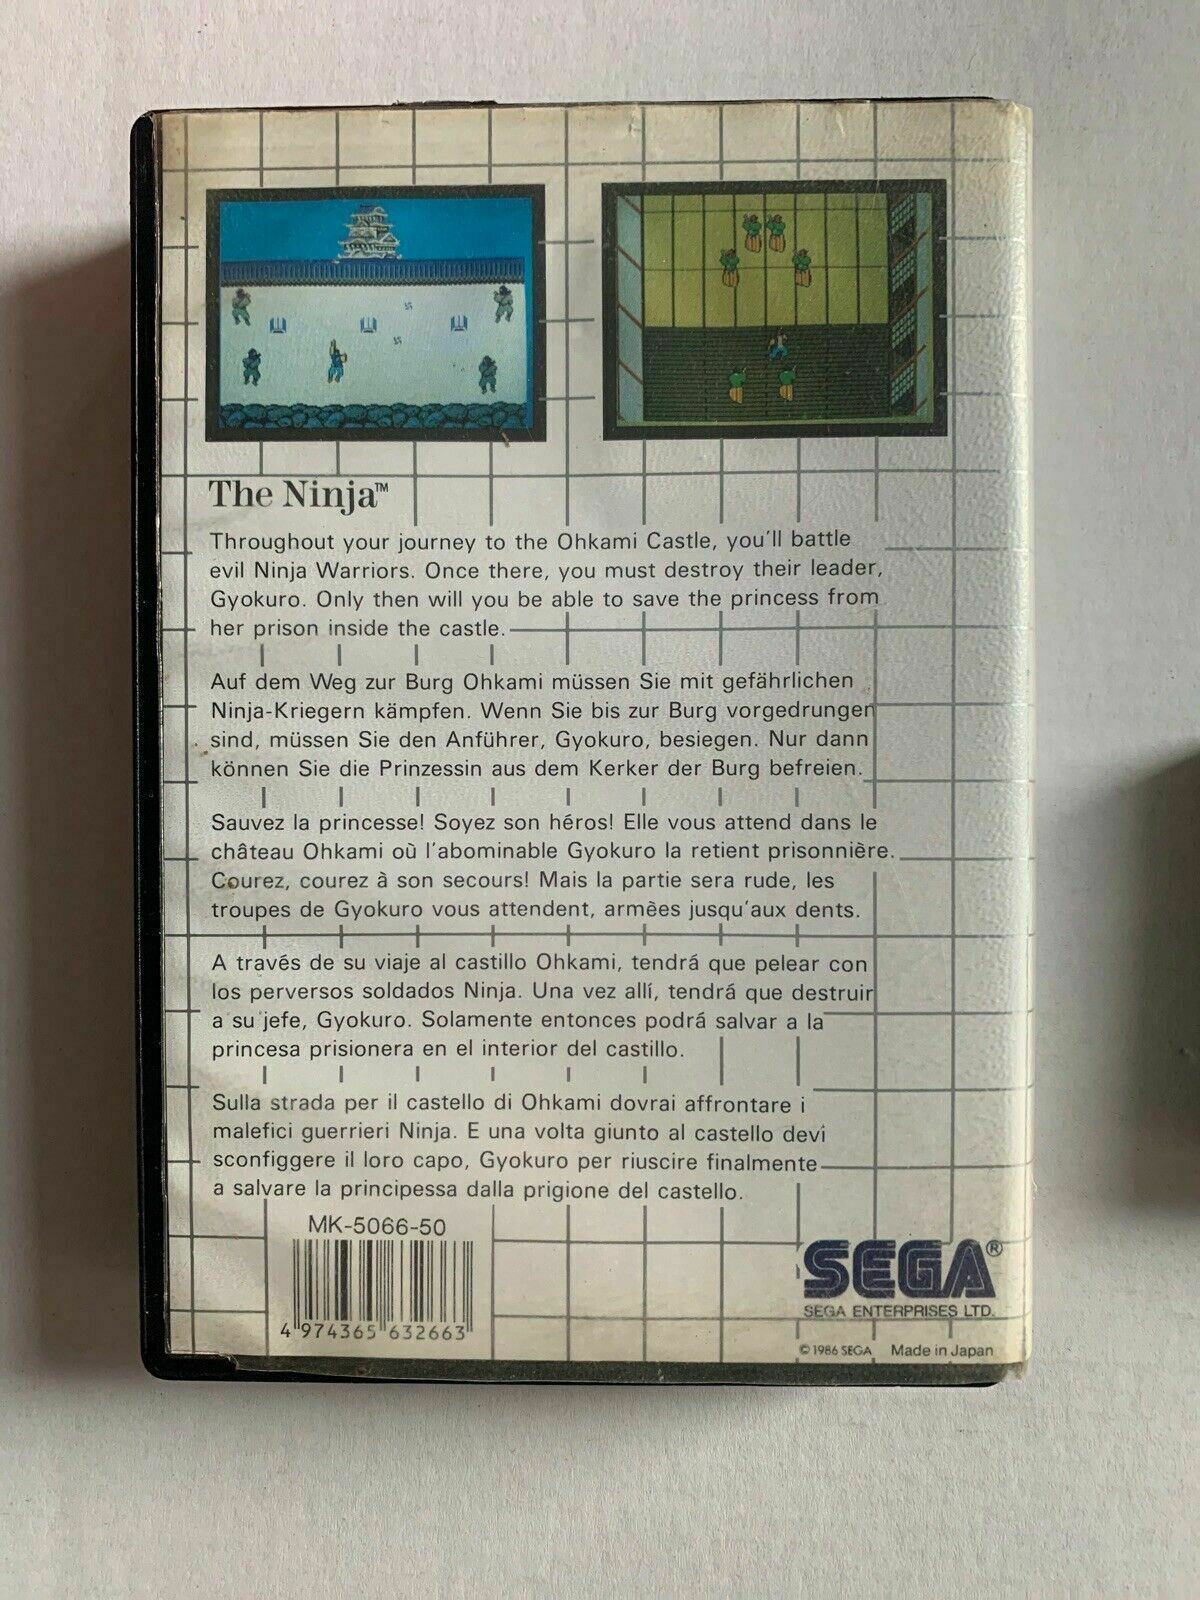 The Ninja™
Throughout your journey to the Ohkami Castle, you'll battle
evil Ninja Warriors. Once there, you must destroy their leader,
Gyokuro. Only then will you be able to save the princess from
her prison inside the castle.
Auf dem Weg zur Burg Ohkami müssen Sie mit gefährlichen
Ninja-Kriegern kämpfen. Wenn Sie bis zur Burg vorgedrungen
sind, müssen Sie den Anführer, Gyokuro, besiegen. Nur dann
können Sie die Prinzessin aus dem Kerker der Burg befreien.
Sauvez la princesse! Soyez son héros! Elle vous attend dans le
château Ohkami où l'abominable Gyokuro la retient prisonnière.
Courez, courez à son secours! Mais la partie sera rude, les
troupes de Gyokuro vous attendent, armèes jusqu'aux dents.
A través de su viaje al castillo Ohkami, tendrá que pelear con
los perversos soldados Ninja. Una vez allí, tendrá que destruir
a su jefe, Gyokuro. Solamente entonces podrá salvar a la
princesa prisionera en el interior del castillo.
Sulla strada per il castello di Ohkami dovrai affrontare i
malefici guerrieri Ninja. E una volta giunto al castello devi
sconfiggere il loro capo, Gyokuro per riuscire finalmente
a salvare la principessa dalla prigione del castello.
MK-5066-50
4 974365 632663
SEGA®
SEGA ENTERPRISES LTD.
© 1986 SEGA Made in Japan